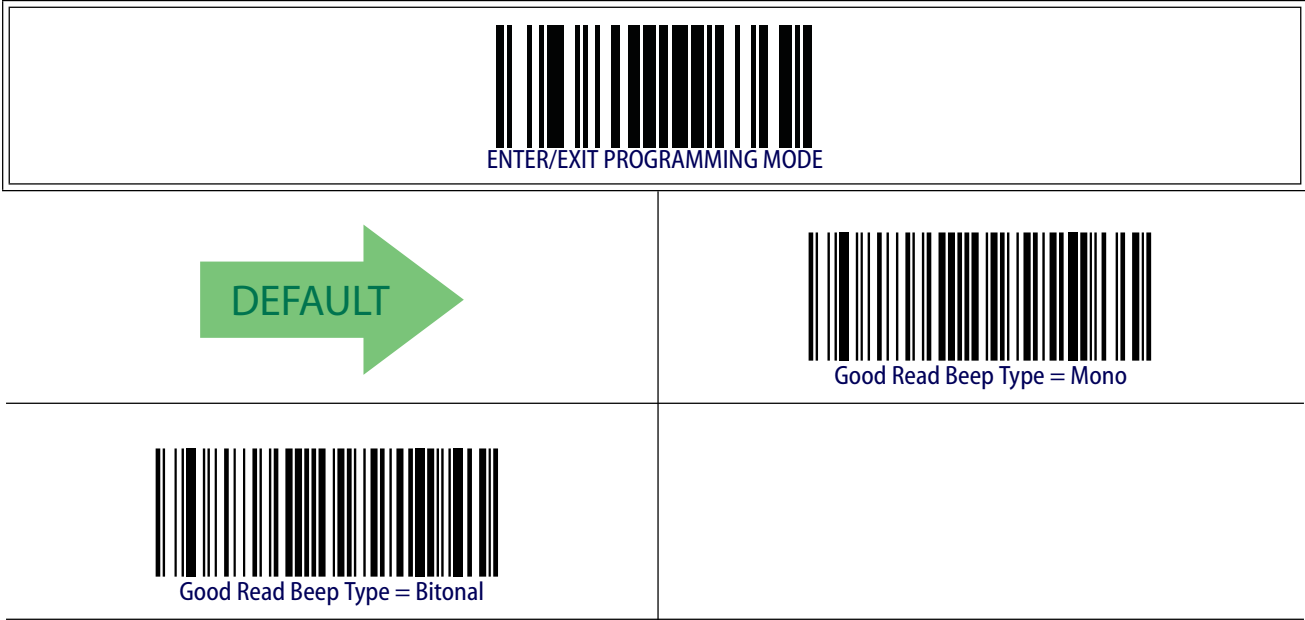 ENTER/EXIT PROGRAMMING MODE
DEFAULT
Good Read Beep Type = Mono
Good Read Beep Type = Bitonal